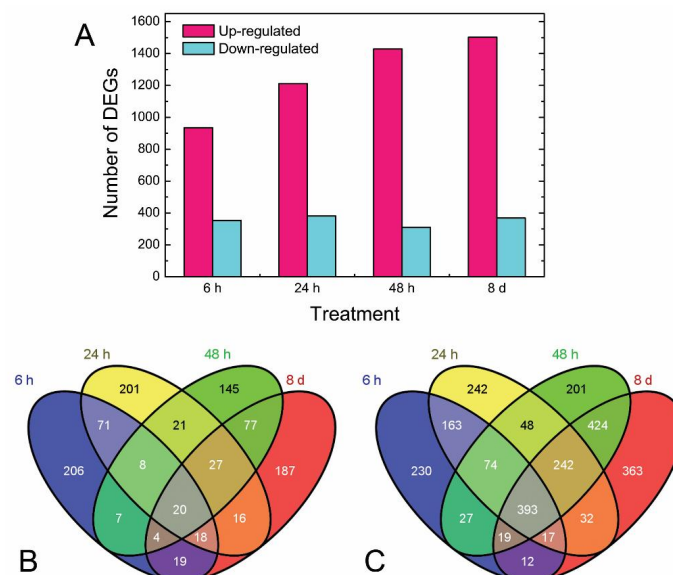 A
Up-regulated
Down-regulated
Number of DEGs
1600
1400
1200
1000
800
600
400
200
0
6 h 24 h 48 h 8 d
Treatment
24 h 48 h
6 h 8 d
201 145
71 21 77
206 8 27 187
20
7 16
4 18
19
B
24 h 48 h
6 h 8 d
242 201
163 48 424
230 74 242 363
393
27 32
19 17
12
C